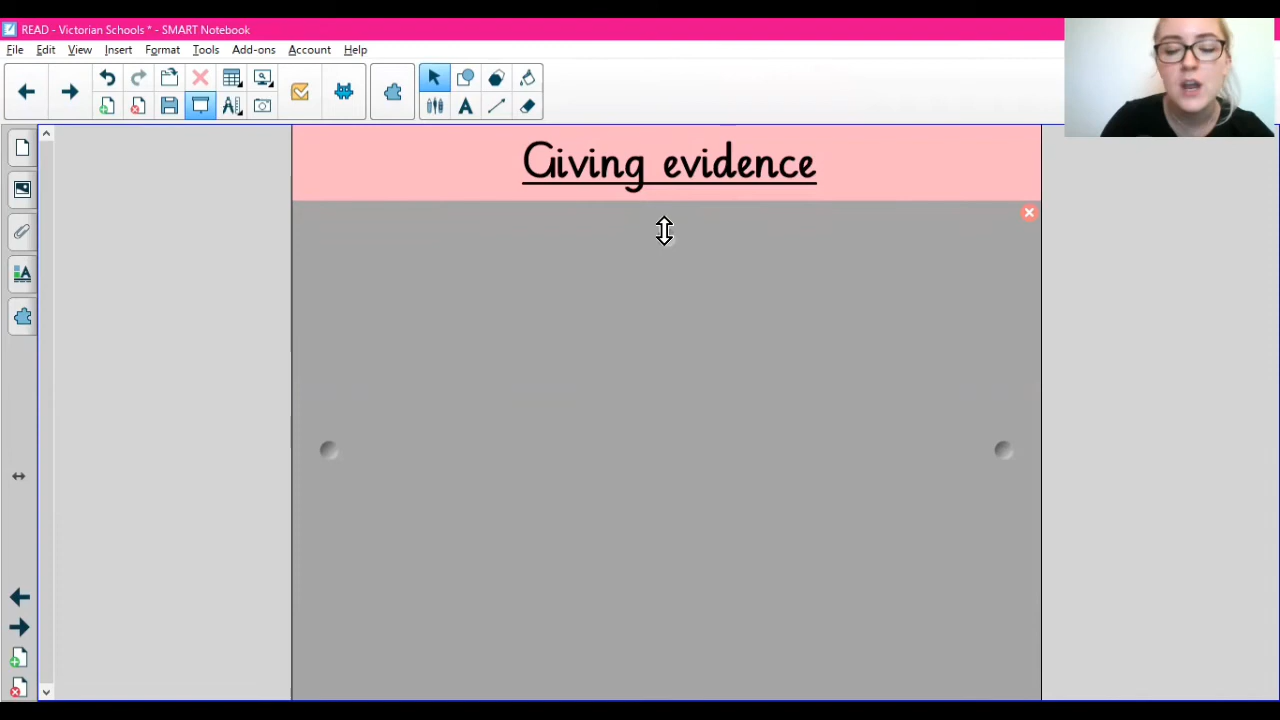 READ - Victorian Schools * - SMART Notebook
File Edit View Insert Format Tools Add-ons Account Help
Giving evidence